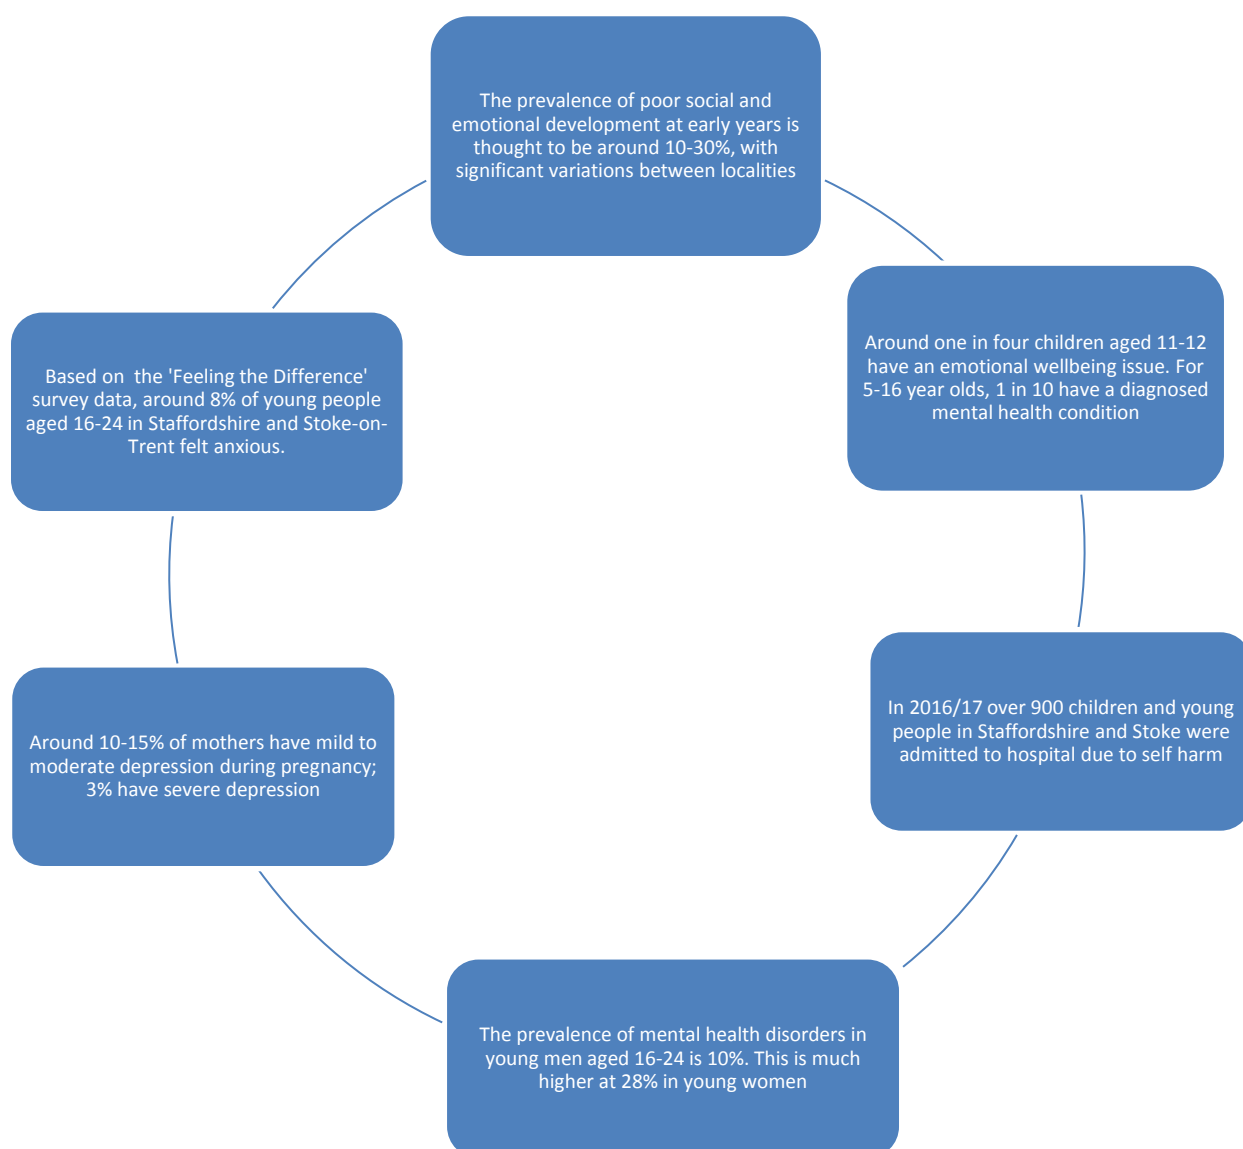 The prevalence of poor social and
emotional development at early years is
thought to be around 10-30%, with
significant variations between localities
Around one in four children aged 11-12
have an emotional wellbeing issue. For
5-16 year olds, 1 in 10 have a diagnosed
mental health condition
In 2016/17 over 900 children and young
people in Staffordshire and Stoke were
admitted to hospital due to self harm
The prevalence of mental health disorders in
young men aged 16-24 is 10%. This is much
higher at 28% in young women
Around 10-15% of mothers have mild to
moderate depression during pregnancy;
3% have severe depression
Based on  the 'Feeling the Difference'
survey data, around 8% of young people
aged 16-24 in Staffordshire and Stoke-on-
Trent felt anxious.